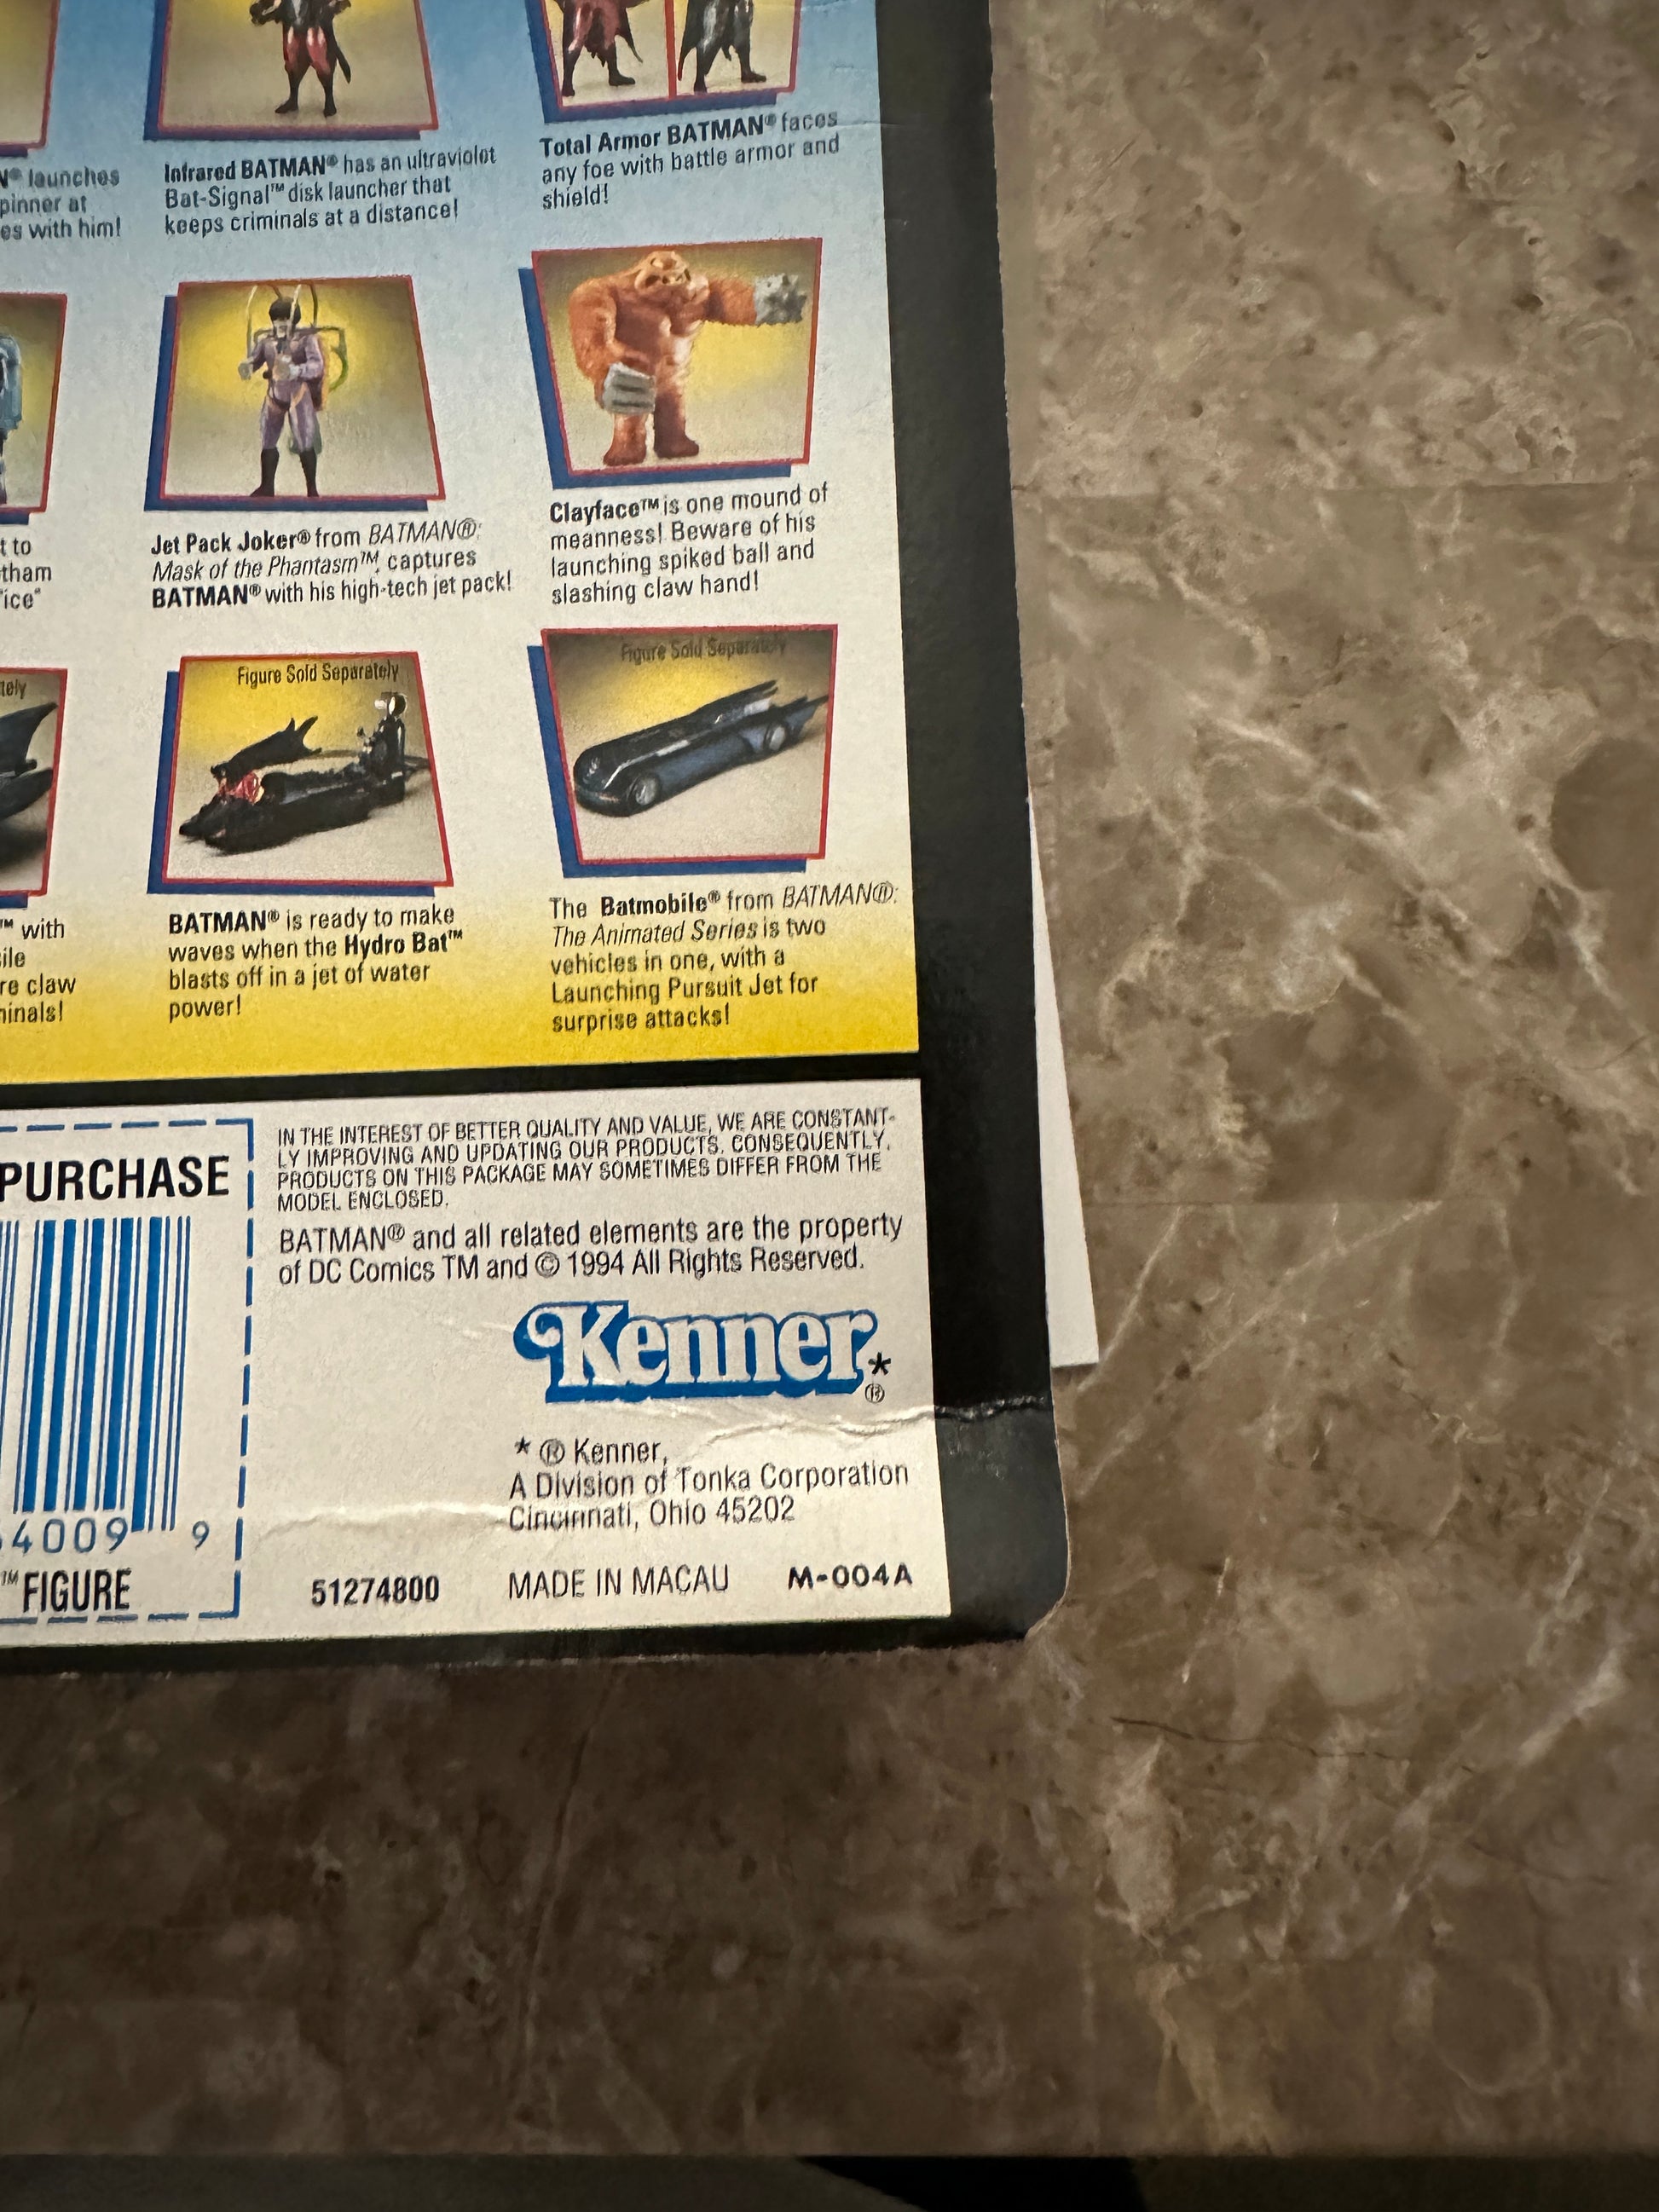 N® launches
pinner at
es with him!
Infrared BATMAN® has an ultraviolet
Bat-Signal™ disk launcher that
keeps criminals at a distance!
Total Armor BATMAN® faces
any foe with battle armor and
shield!
t to
tham
"ice"
Jet Pack Joker® from BATMAN®:
Mask of the Phantasm™, captures
BATMAN® with his high-tech jet pack!
Clayface™ is one mound of
meanness! Beware of his
launching spiked ball and
slashing claw hand!
tely
Figure Sold Separately
Figure Sold Separately
™ with
ile
re claw
minals!
BATMAN® is ready to make
waves when the Hydro Bat™
blasts off in a jet of water
power!
The Batmobile® from BATMAN®:
The Animated Series is two
vehicles in one, with a
Launching Pursuit Jet for
surprise attacks!
PURCHASE
4009 9
™ FIGURE
IN THE INTEREST OF BETTER QUALITY AND VALUE, WE ARE CONSTANT-
LY IMPROVING AND UPDATING OUR PRODUCTS. CONSEQUENTLY,
PRODUCTS ON THIS PACKAGE MAY SOMETIMES DIFFER FROM THE
MODEL ENCLOSED.
BATMAN® and all related elements are the property
of DC Comics TM and © 1994 All Rights Reserved.
Kenner*®
* ® Kenner,
A Division of Tonka Corporation
Cincinnati, Ohio 45202
51274800 MADE IN MACAU M-004A